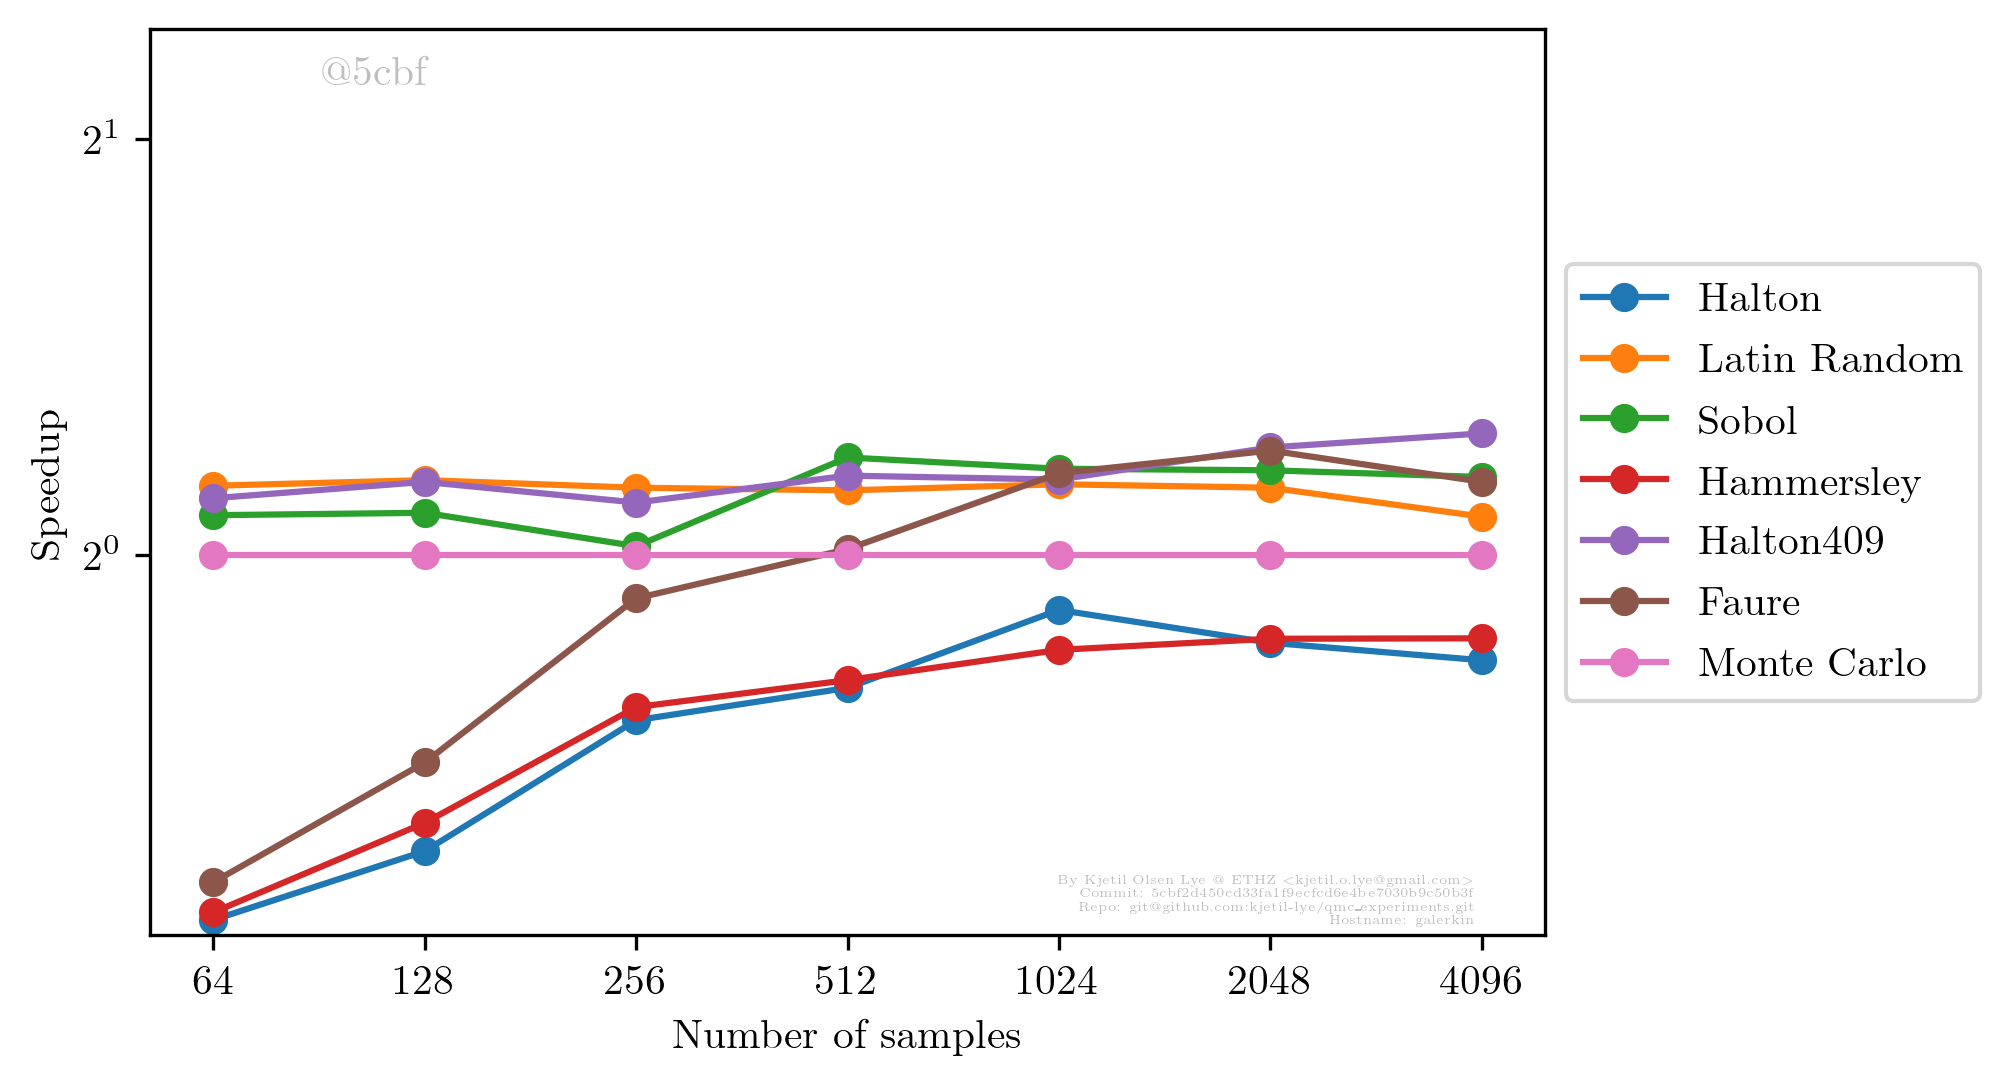 @5cbf
2^1
2^0
Speedup
64 128 256 512 1024 2048 4096
Number of samples
Halton
Latin Random
Sobol
Hammersley
Halton409
Faure
Monte Carlo
By Kjetil Olsen Lye @ ETHZ <kjetil.o.lye@gmail.com>
Commit: 5cbf2d450cd33fa1f9ecfcd6e4be7030b9c50b3f
Repo: git@github.com:kjetil-lye/qmc_experiments.git
Hostname: galerkin